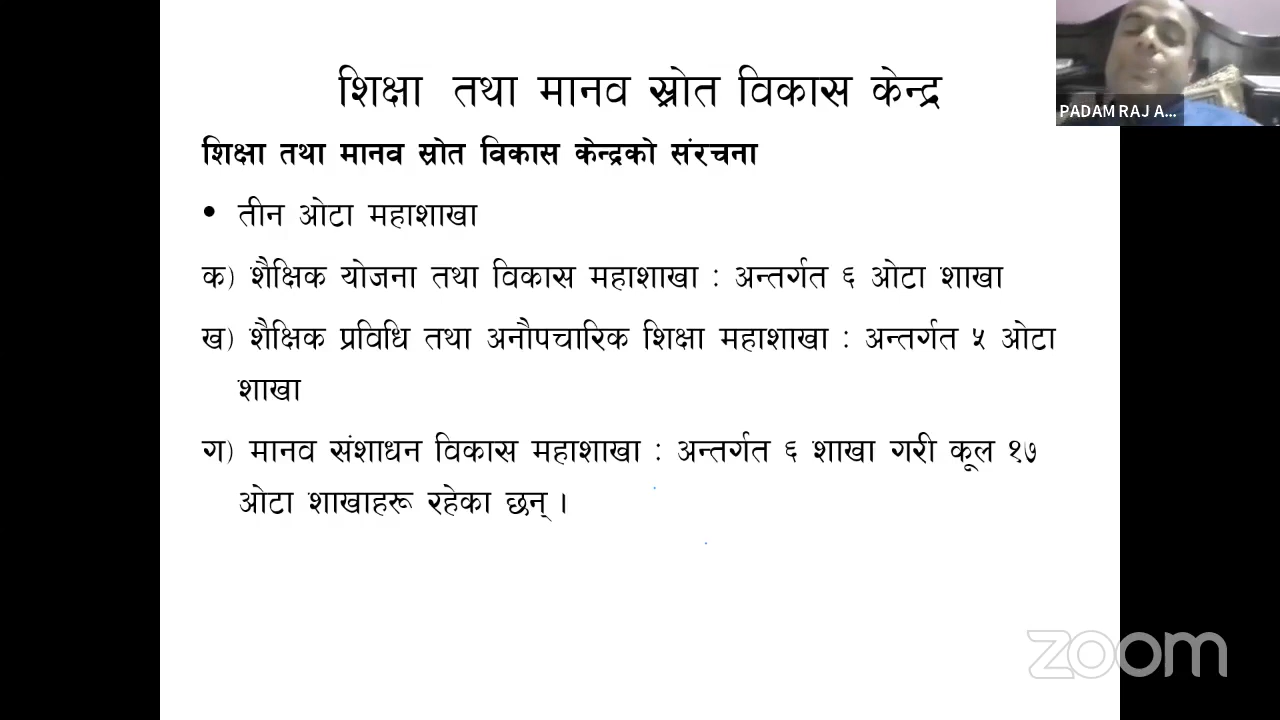 शिक्षा तथा मानव स्रोत विकास केन्द्र
PADAM RAJ A...
शिक्षा तथा मानव स्रोत विकास केन्द्रको संरचना
• तीन ओटा महाशाखा
क) शैक्षिक योजना तथा विकास महाशाखा : अन्तर्गत ६ ओटा शाखा
ख) शैक्षिक प्रविधि तथा अनौपचारिक शिक्षा महाशाखा : अन्तर्गत ५ ओटा
शाखा
ग) मानव संशाधन विकास महाशाखा : अन्तर्गत ६ शाखा गरी कूल १७
ओटा शाखाहरू रहेका छन् ।
zoom